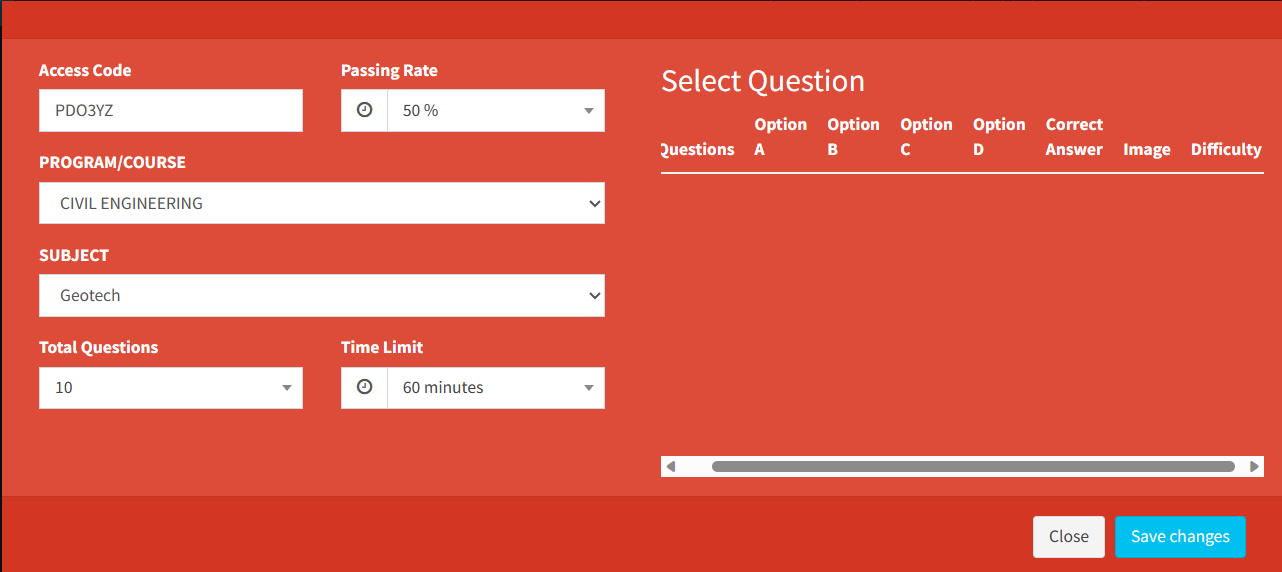 Access Code
Passing Rate
PDO3YZ
50 %
PROGRAM/COURSE
CIVIL ENGINEERING
SUBJECT
Geotech
Total Questions
Time Limit
10
60 minutes
Select Question
Questions Option A Option B Option C Option D Correct Answer Image Difficulty
Close
Save changes